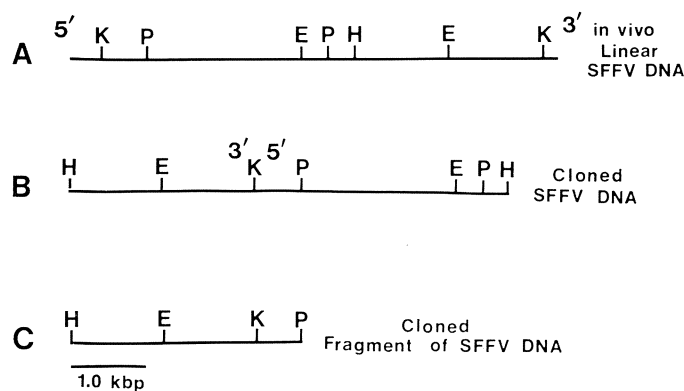 5′ K P E P H E K 3′ in vivo
A Linear
SFFV DNA
H E 3′ K 5′ P E P H
B Cloned
SFFV DNA
H E K P
C Cloned
Fragment of SFFV DNA
1.0 kbp